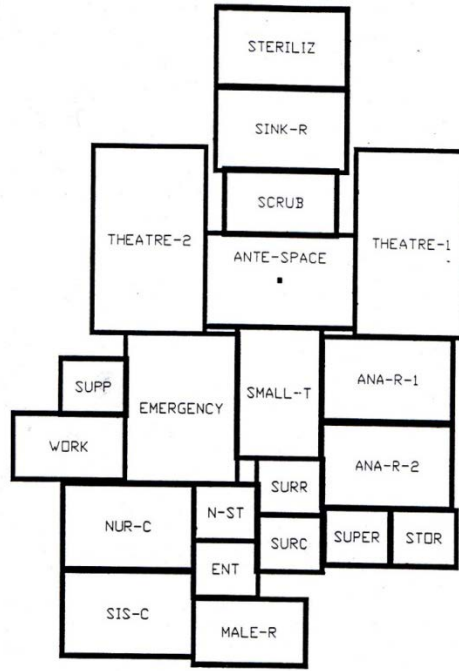 STERILIZ
SINK-R
SCRUB
THEATRE-2
ANTE-SPACE
THEATRE-1
SUPP
EMERGENCY
SMALL-T
ANA-R-1
WORK
ANA-R-2
SURR
NUR-C
N-ST
SURC
SUPER
STOR
ENT
SIS-C
MALE-R